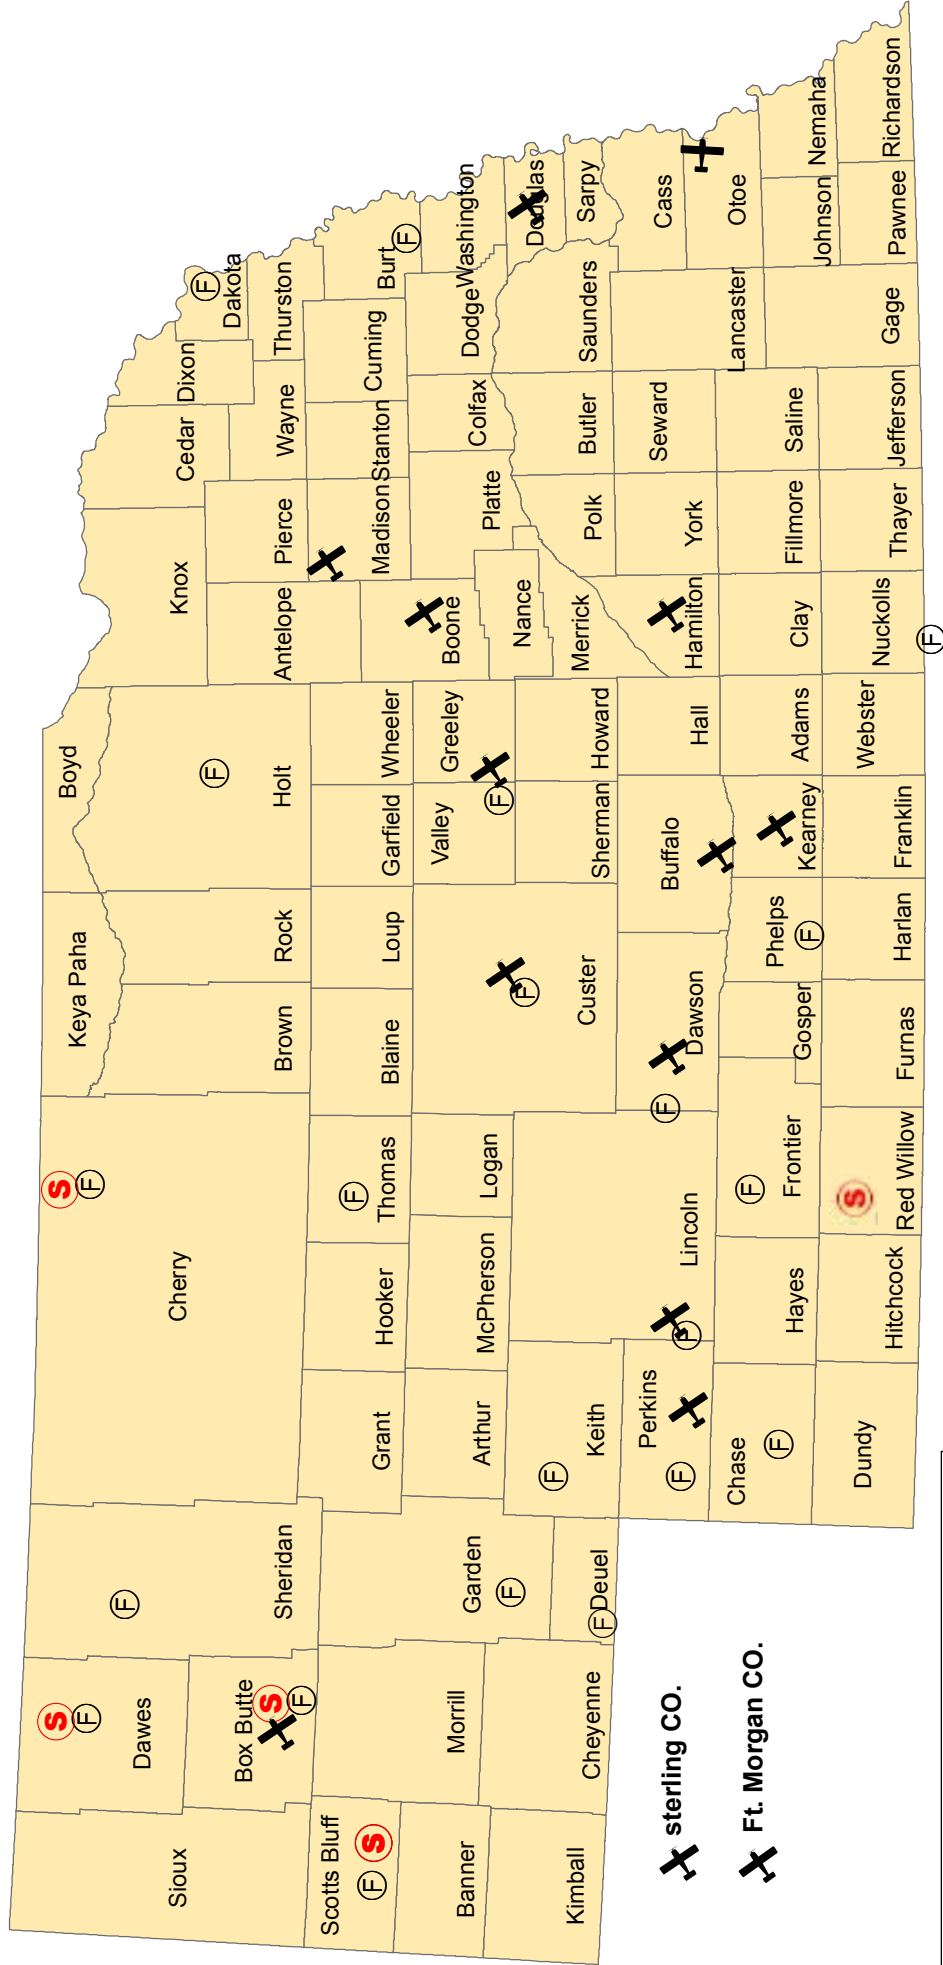 Boyd
Keya Paha
Cherry
S
F
Sheridan
F
Dawes
S
F
Sioux
Box Butte
S
F
Knox
Cedar
Dixon
Dakota
F
Holt
F
Rock
Brown
Antelope
Pierce
Wayne
Thurston
Scotts Bluff
F
S
Grant
Hooker
Thomas
F
Blaine
Loup
Garfield
Wheeler
Boone
Madison
Stanton
Cuming
Burt
F
Banner
Morrill
Garden
F
Arthur
McPherson
Logan
Custer
F
Valley
F
Greeley
Nance
Platte
Colfax
Dodge
Washington
Kimball
Cheyenne
Deuel
F
Keith
F
Lincoln
F
F
Sherman
Howard
Merrick
Polk
Butler
Saunders
Douglas
Sarpy
Perkins
F
Dawson
Buffalo
Hall
Hamilton
York
Seward
Lancaster
Cass
Otoe
Chase
F
Hayes
Frontier
F
Gosper
Phelps
F
Kearney
Adams
Clay
Fillmore
Saline
Gage
Johnson
Nemaha
Dundy
Hitchcock
Red Willow
S
Furnas
Harlan
Franklin
Webster
Nuckolls
F
Thayer
Jefferson
Pawnee
Richardson
sterling CO.
Ft. Morgan CO.